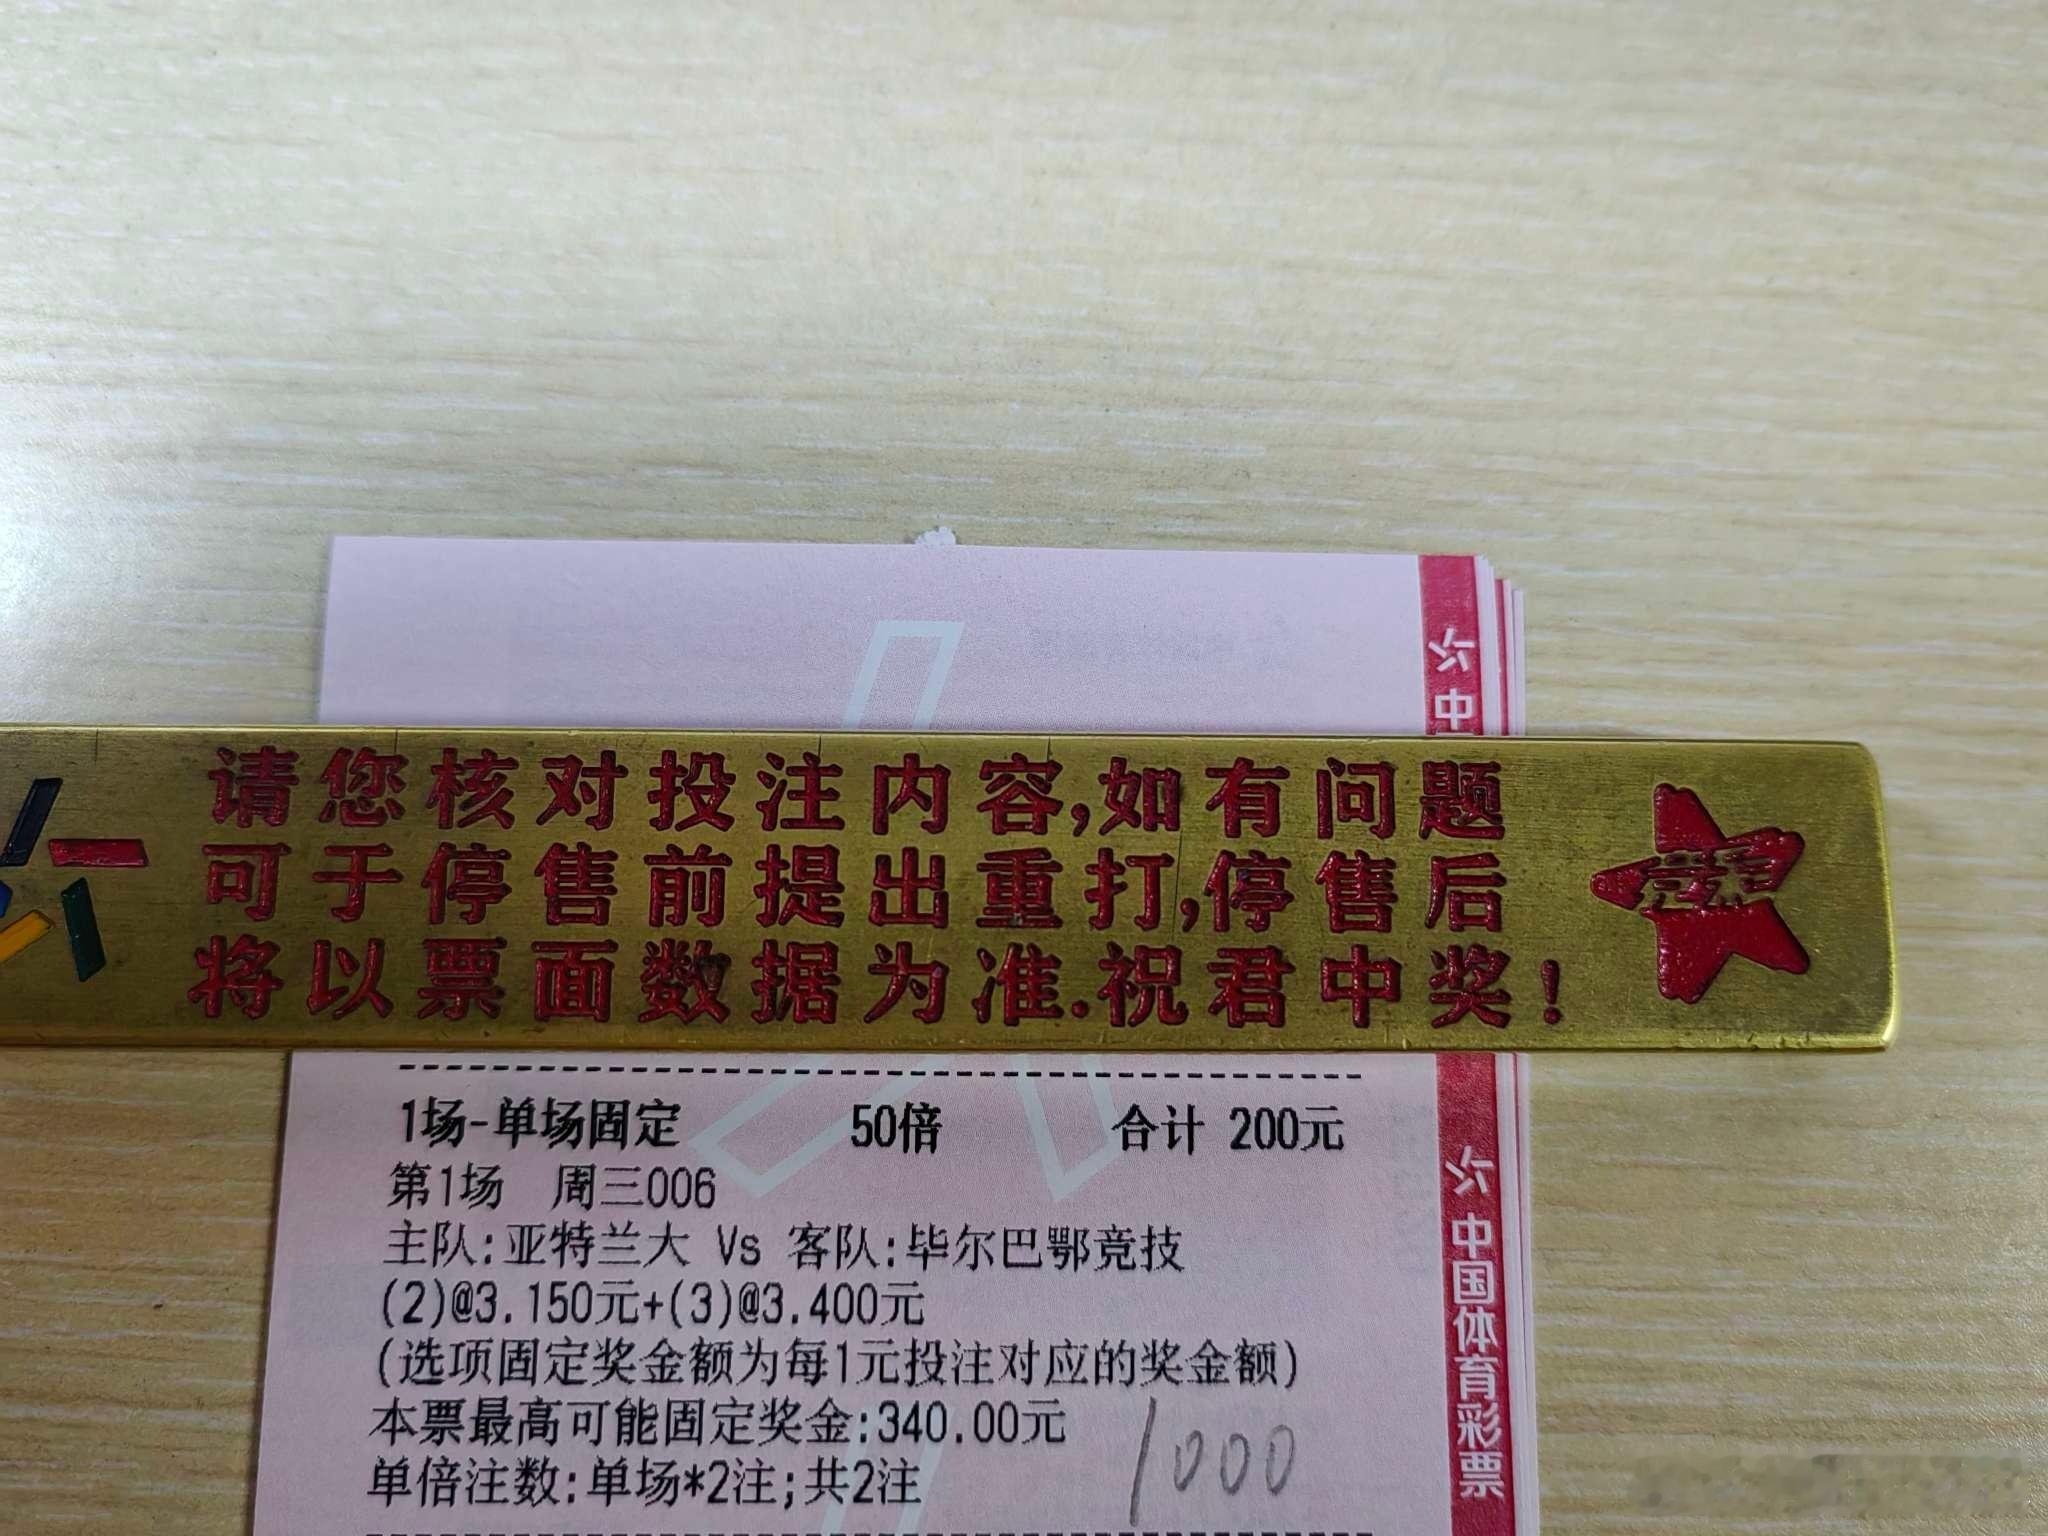 中
请您核对投注内容,如有问题
可于停售前提出重打,停售后
将以票面数据为准.祝君中奖!
1场-单场固定 50倍 合计 200元
第1场 周三006
主队:亚特兰大 Vs 客队:毕尔巴鄂竞技
(2)@3.150元+(3)@3.400元
(选项固定奖金额为每1元投注对应的奖金额)
本票最高可能固定奖金:340.00元
单倍注数:单场*2注;共2注
1000
中国体育彩票